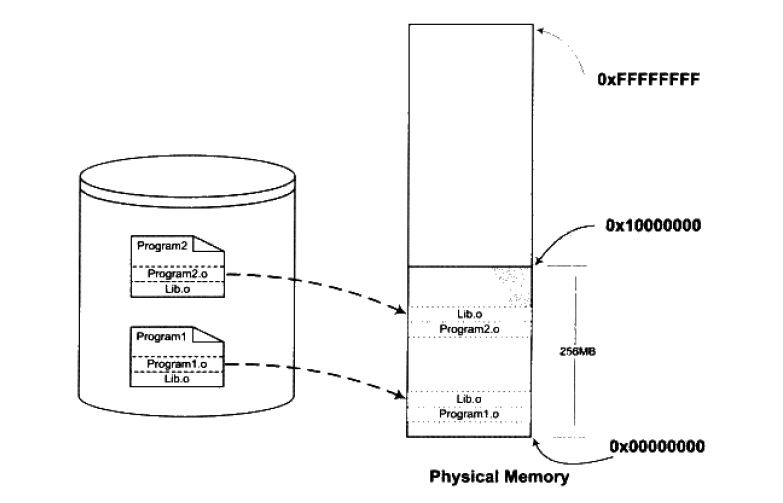 0xFFFFFFFF
0x10000000
Program2
Program2.o
Lib.o
Lib.o
Program2.o
Program1
Program1.o
Lib.o
256MB
Lib.o
Program1.o
0x00000000
Physical Memory